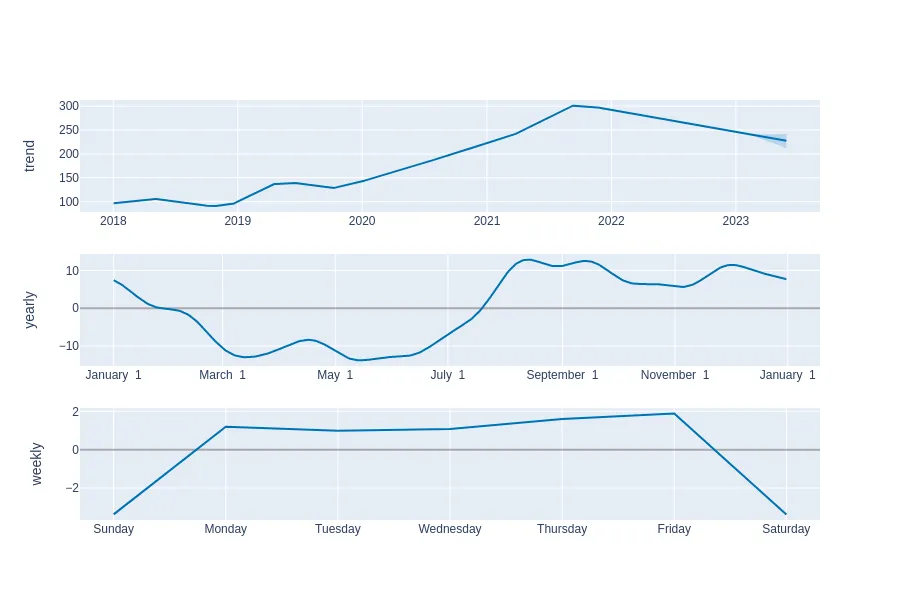 trend
300
250
200
150
100
2018 2019 2020 2021 2022 2023
yearly
10
0
−10
January 1 March 1 May 1 July 1 September 1 November 1 January 1
weekly
2
0
−2
Sunday Monday Tuesday Wednesday Thursday Friday Saturday